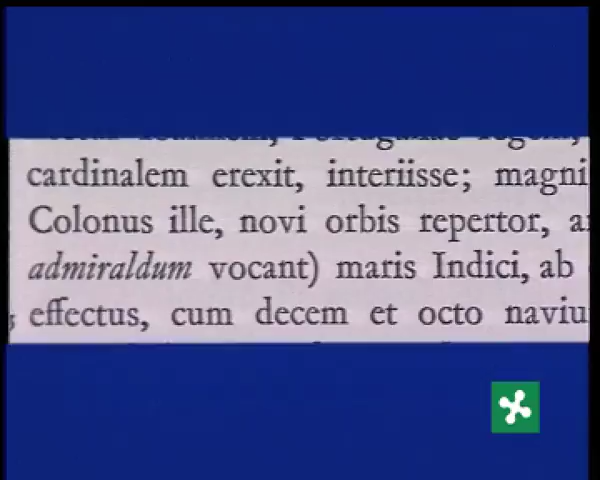 cardinalem erexit, interiisse; magni
Colonus ille, novi orbis repertor,
admiraldum vocant) maris Indici, ab
effectus, cum decem et octo naviu